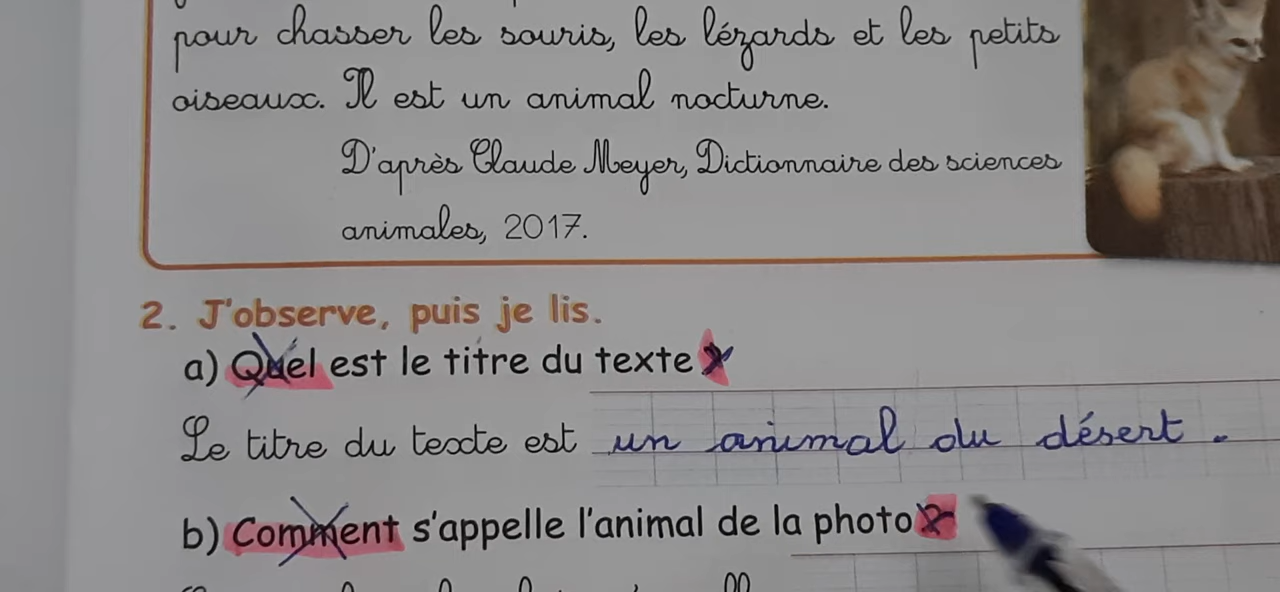 pour chasser les souris, les lézards et les petits
oiseaux. Il est un animal nocturne.
D'après Claude Meyer, Dictionnaire des sciences
animales, 2017.
2. J'observe, puis je lis.
a) Quel est le titre du texte
Le titre du texte est un animal du désert.
b) Comment s'appelle l'animal de la photo